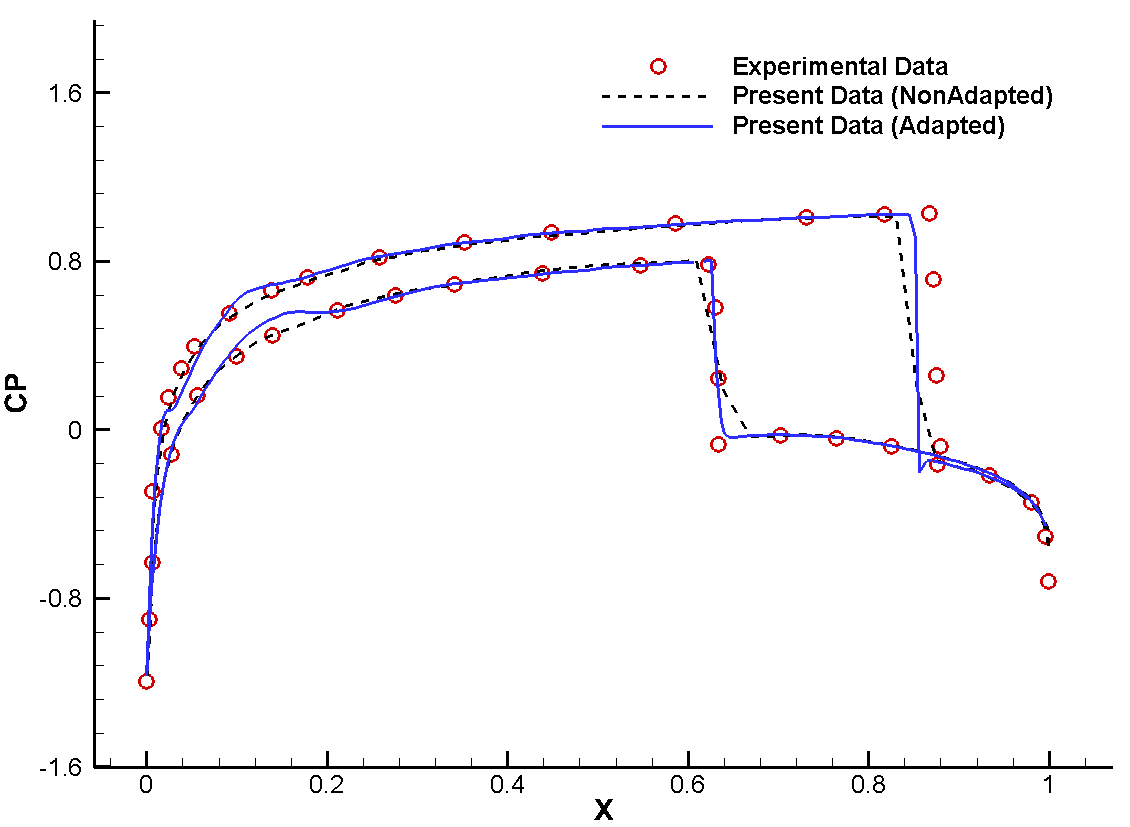 Experimental Data
Present Data (NonAdapted)
Present Data (Adapted)
1.6
0.8
0
-0.8
-1.6
CP
0 0.2 0.4 0.6 0.8 1
X